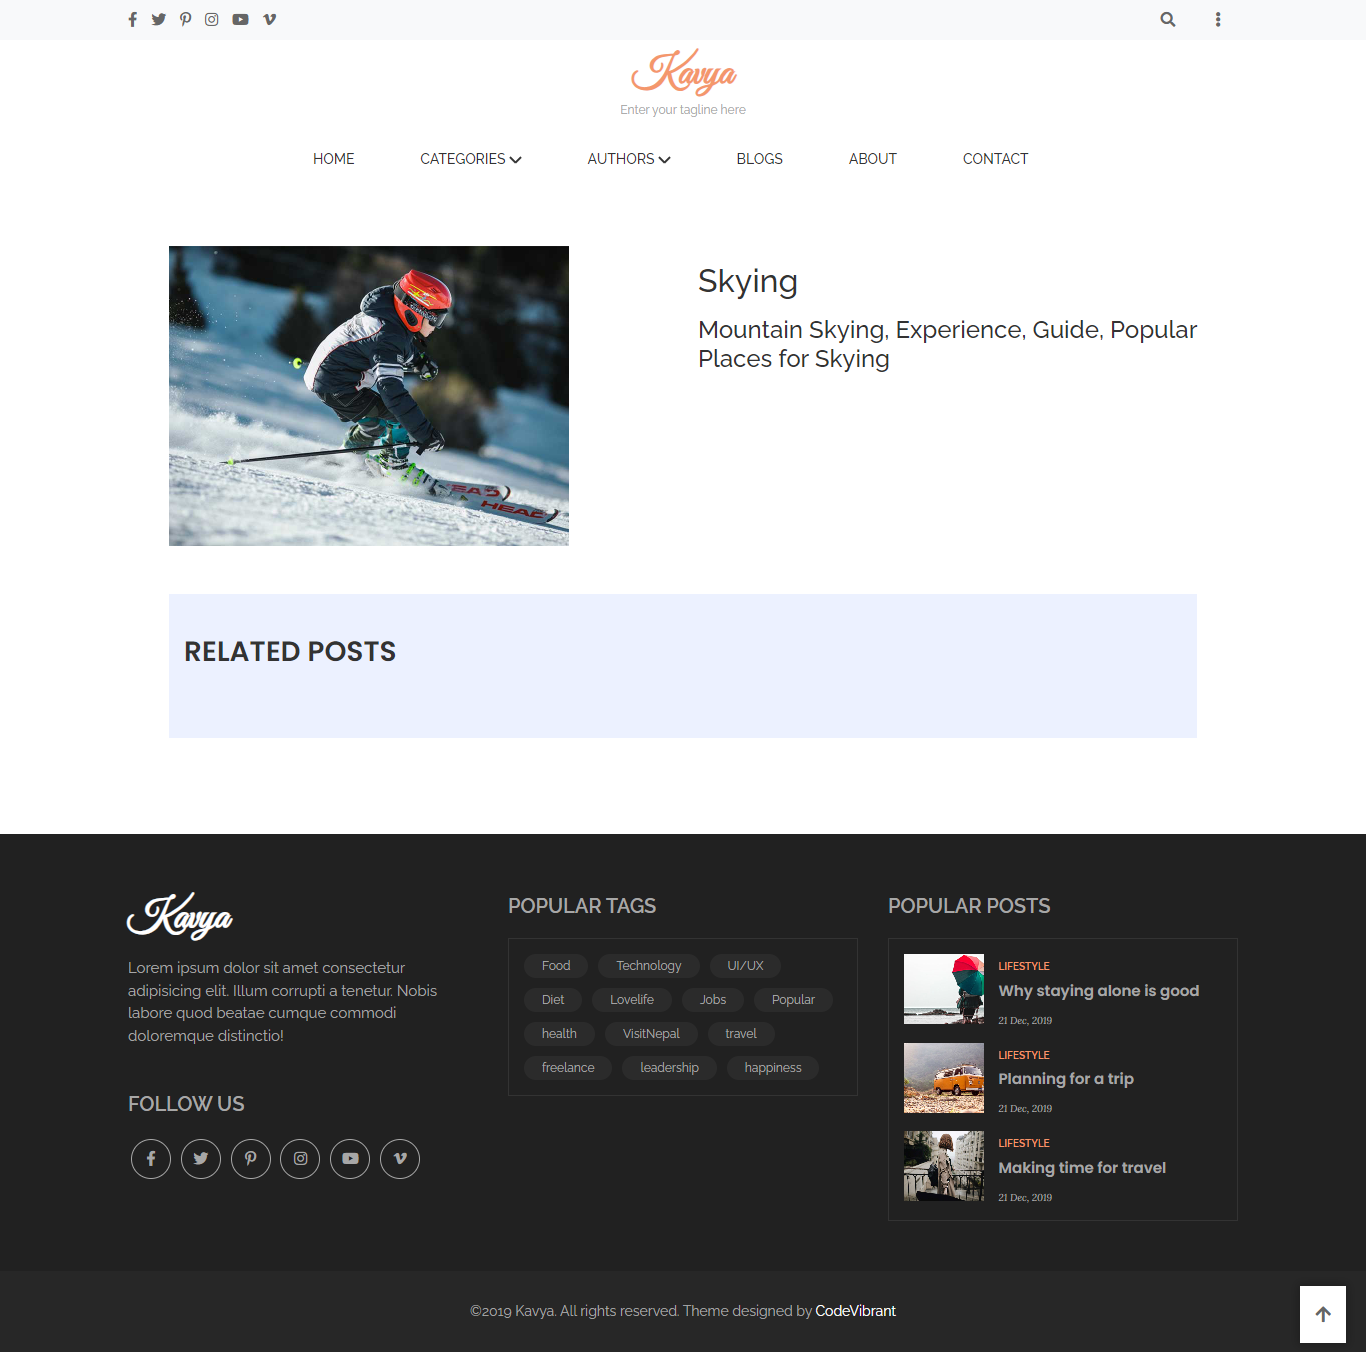 Kavya
Enter your tagline here
HOME CATEGORIES AUTHORS BLOGS ABOUT CONTACT
HEAD
HEAD
Skying
Mountain Skying, Experience, Guide, Popular
Places for Skying
RELATED POSTS
Kavya
Lorem ipsum dolor sit amet consectetur
adipisicing elit. Illum corrupti a tenetur. Nobis
labore quod beatae cumque commodi
doloremque distinctio!
FOLLOW US
POPULAR TAGS
Food Technology UI/UX
Diet Lovelife Jobs Popular
health VisitNepal travel
freelance leadership happiness
POPULAR POSTS
LIFESTYLE
Why staying alone is good
21 Dec, 2019
LIFESTYLE
Planning for a trip
21 Dec, 2019
LIFESTYLE
Making time for travel
21 Dec, 2019
©2019 Kavya. All rights reserved. Theme designed by CodeVibrant